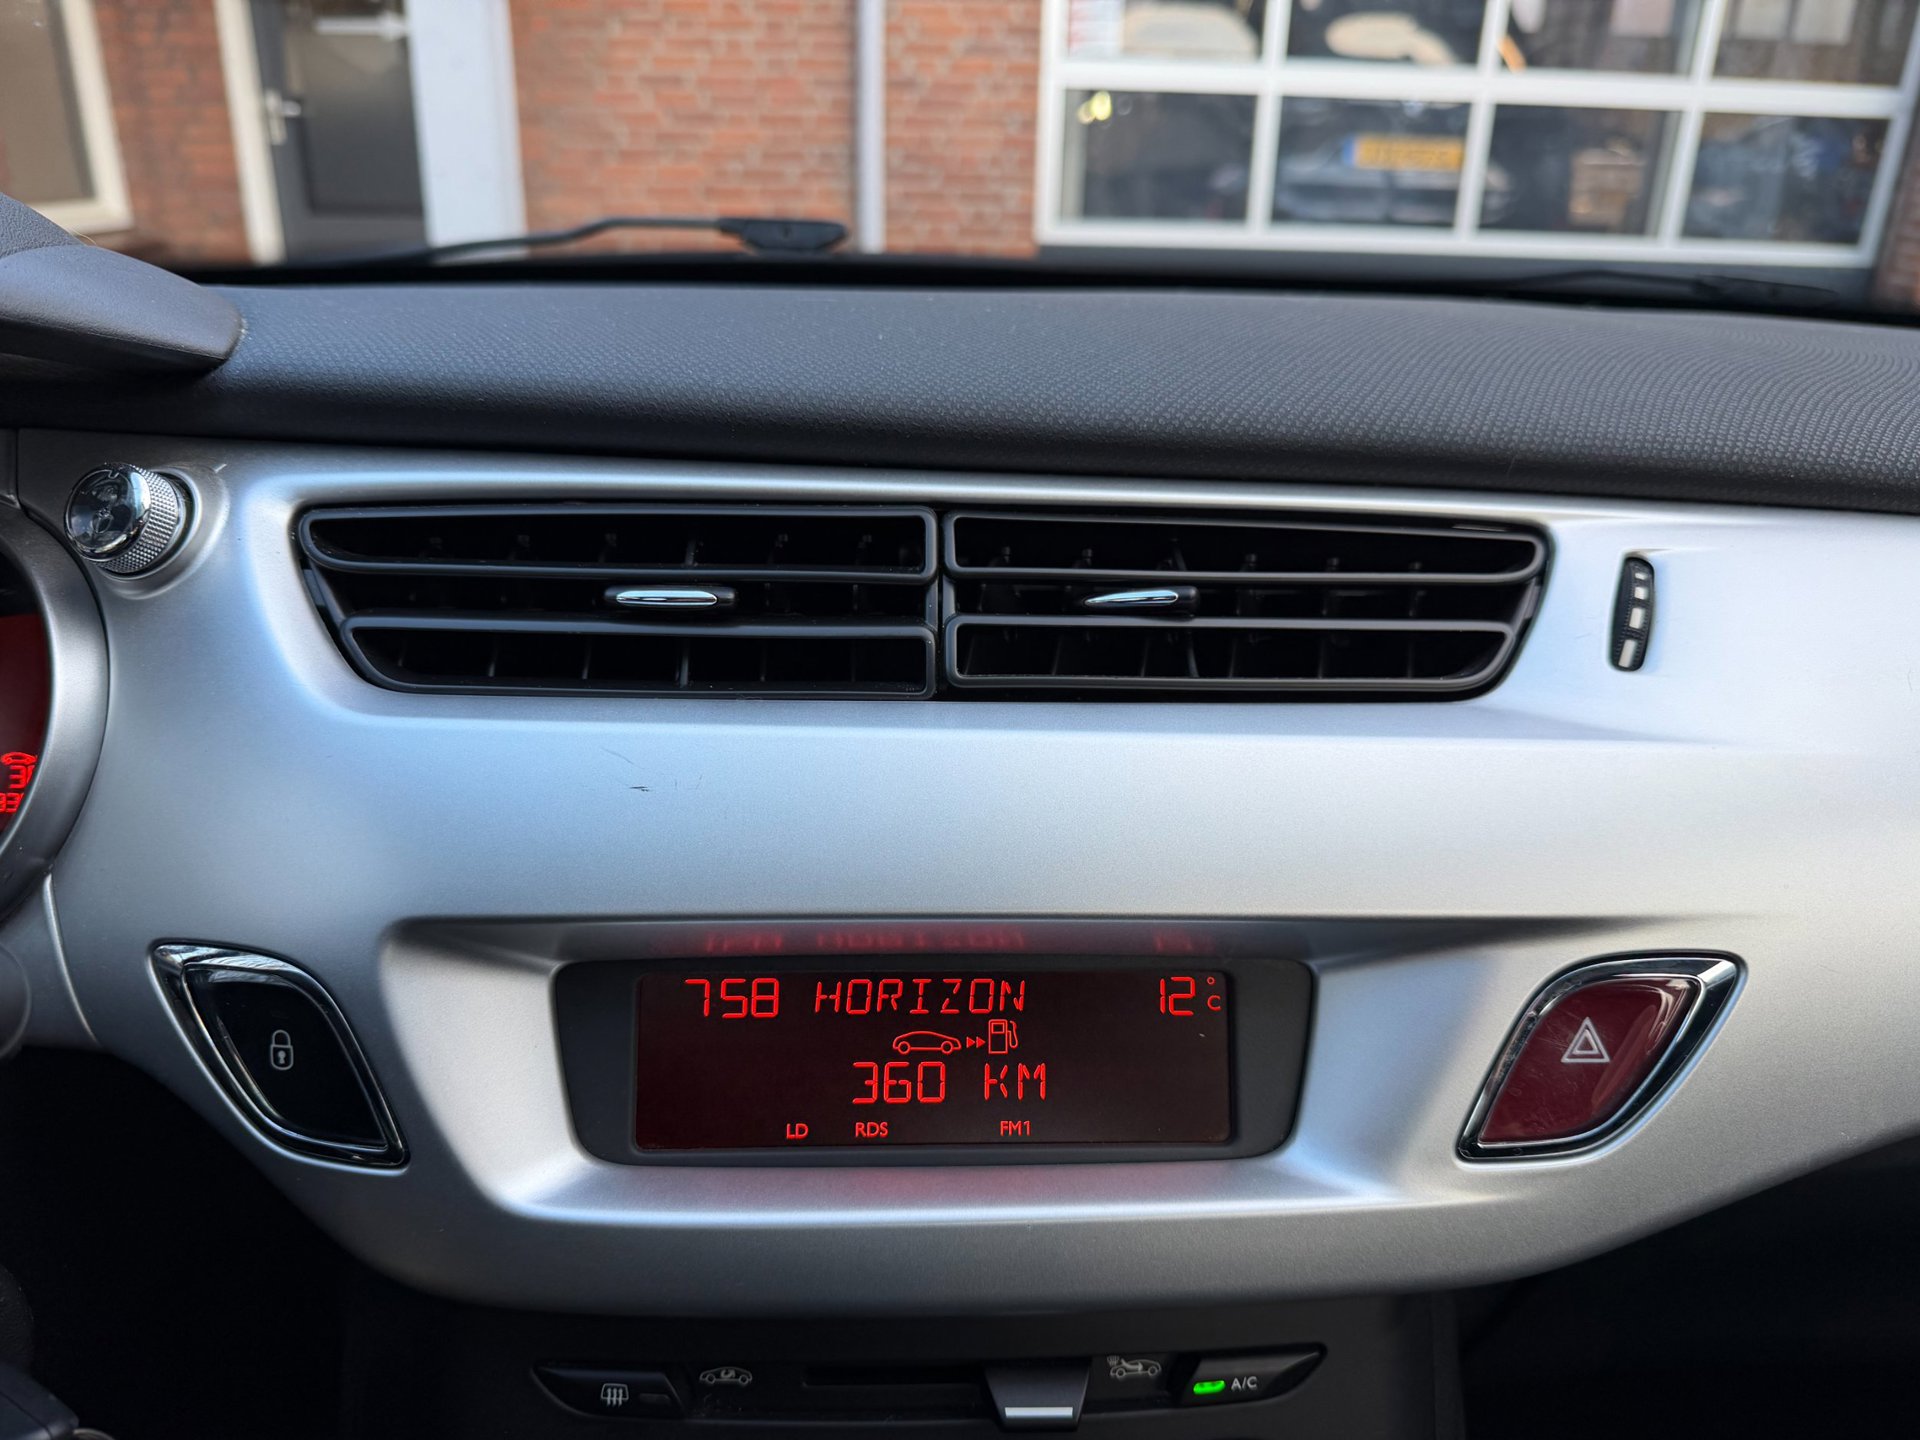 758 HORIZON 12°C
360 KM
LD RDS FM1
A/C